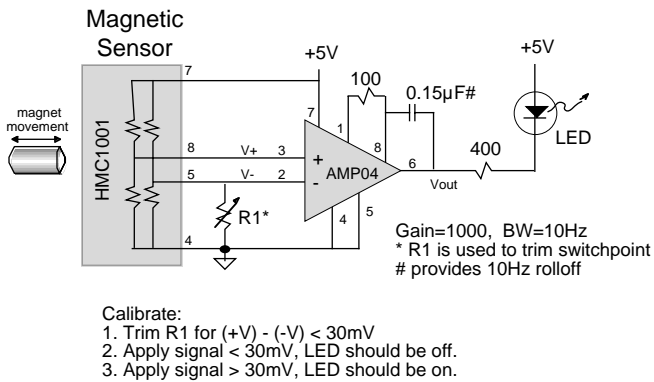 Magnetic
Sensor
+5V
+5V
7
100
0.15µF#
magnet
movement
7
1
8
LED
HMC1001
8
V+
3
+
AMP04
6
400
5
V-
2
-
Vout
R1*
4
5
4
Gain=1000, BW=10Hz
* R1 is used to trim switchpoint
# provides 10Hz rolloff
Calibrate:
1. Trim R1 for (+V) - (-V) < 30mV
2. Apply signal < 30mV, LED should be off.
3. Apply signal > 30mV, LED should be on.